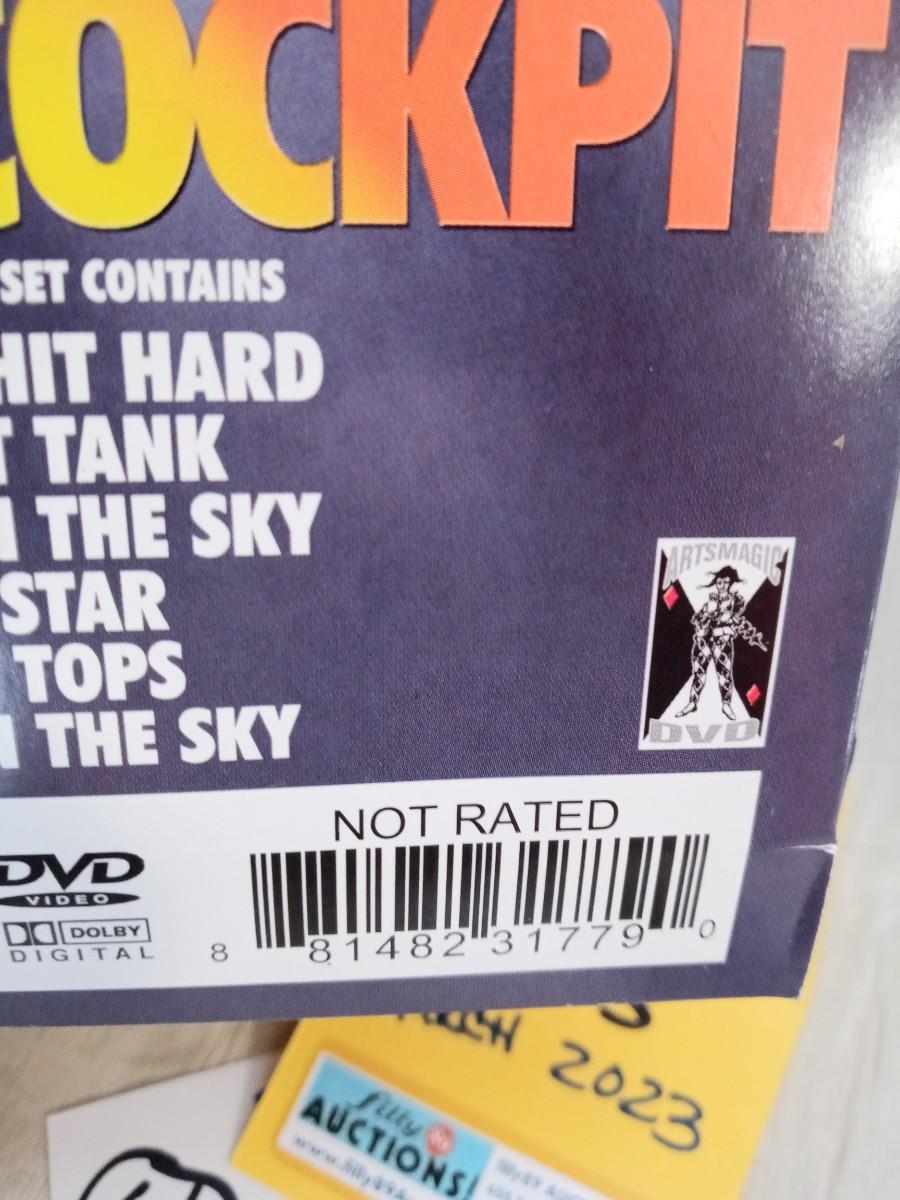 COCKPIT
SET CONTAINS
HIT HARD
T TANK
THE SKY
STAR
TOPS
THE SKY
ARTSMAGIC
DVD
NOT RATED
DVD
VIDEO
DOLBY
DIGITAL
8 81482 31779 0
2023
lilly
AUCTIONS!